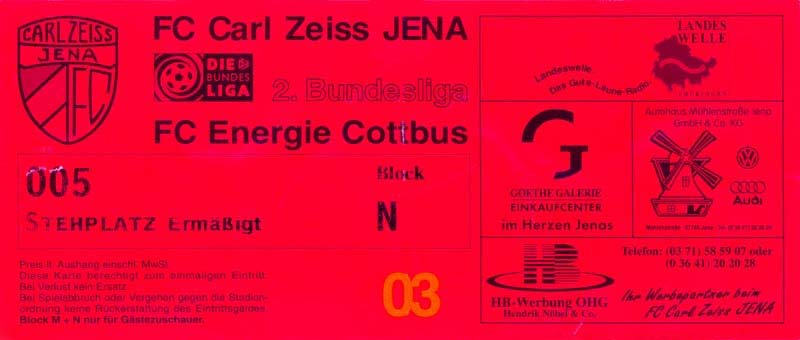 CARL ZEISS
JENA
FC
FC Carl Zeiss JENA
DIE
BUNDES
LIGA
2. Bundesliga
FC Energie Cottbus
005
Block
STEHPLATZ Ermäßigt
N
Preis lt. Aushang einschl. MwSt.
Diese Karte berechtigt zum einmaligen Eintritt.
Bei Verlust kein Ersatz.
Bei Spielabbruch oder Vergehen gegen die Stadion-
ordnung keine Rückerstattung des Eintrittsgeldes.
Block M + N nur für Gästezuschauer.
03
LANDES
WELLE
THÜRINGEN
Landeswelle.
Das Gute-Laune-Radio.
G
GOETHE GALERIE
EINKAUFCENTER
im Herzen Jenas
Autohaus Mühlenstraße Jena
GmbH & Co. KG
Audi
HB
HB-Werbung OHG
Hendrik Nöbel & Co.
Telefon: (03 71) 58 59 07 oder
(0 36 41) 20 20 28
Ihr Werbepartner beim
FC Carl Zeiss JENA